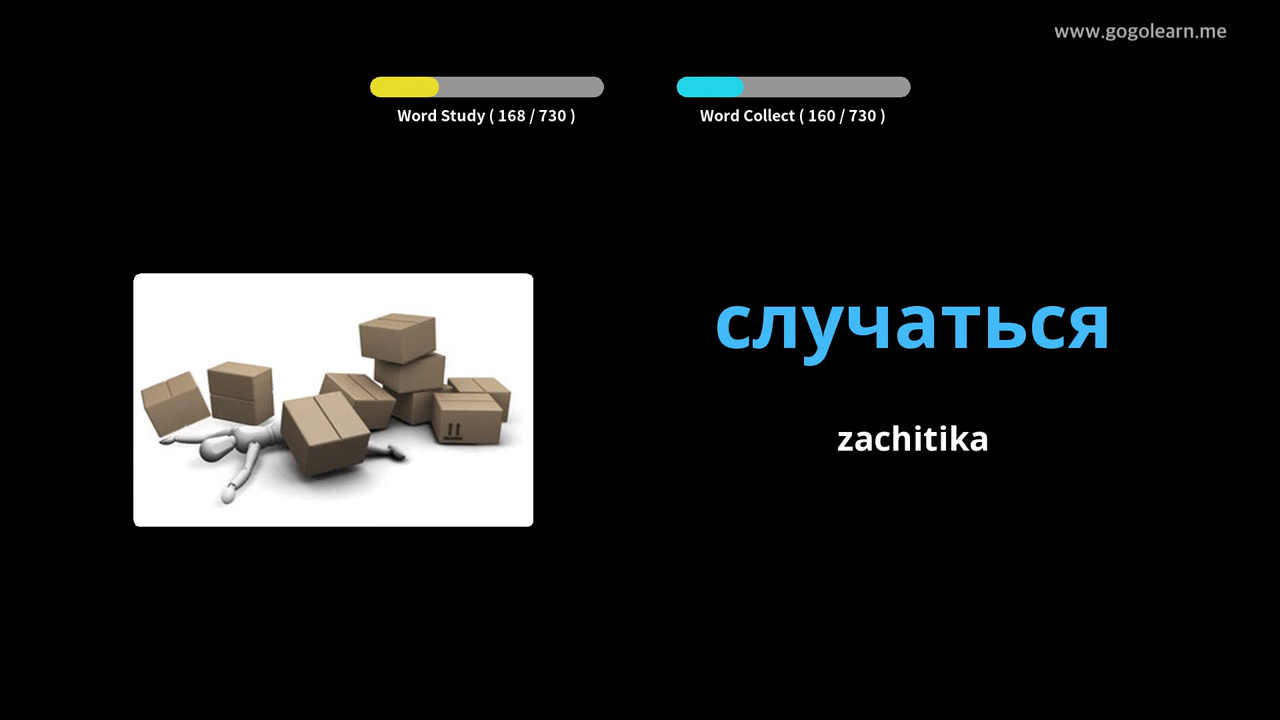 www.gogolearn.me
Word Study ( 168 / 730 )
Word Collect ( 160 / 730 )
случаться
zachitika